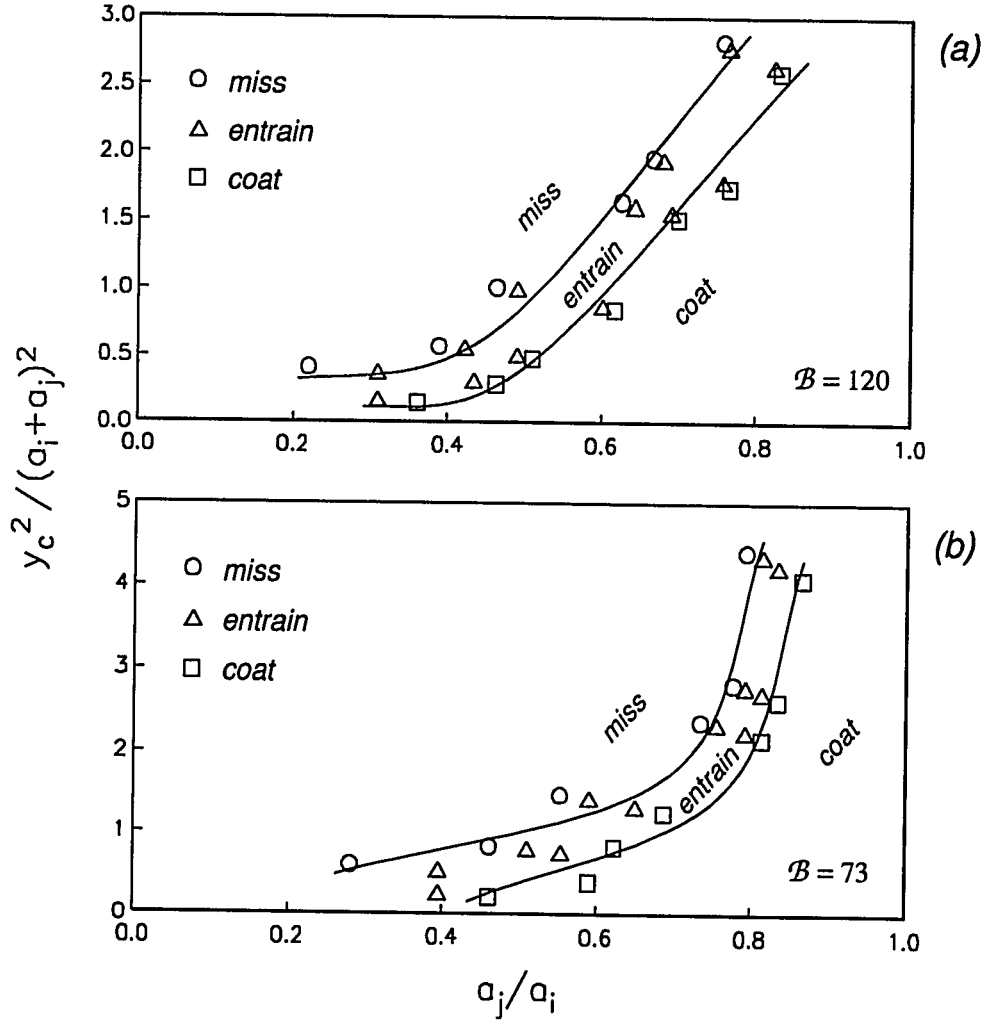 3.0
2.5
2.0
1.5
1.0
0.5
0.0
0.0 0.2 0.4 0.6 0.8 1.0
(a)
miss
entrain
coat
miss
entrain
coat
ℬ = 120
y_c^2/(a_i+a_j)^2
5
4
3
2
1
0
0.0 0.2 0.4 0.6 0.8 1.0
(b)
miss
entrain
coat
miss
entrain
coat
ℬ = 73
a_j/a_i